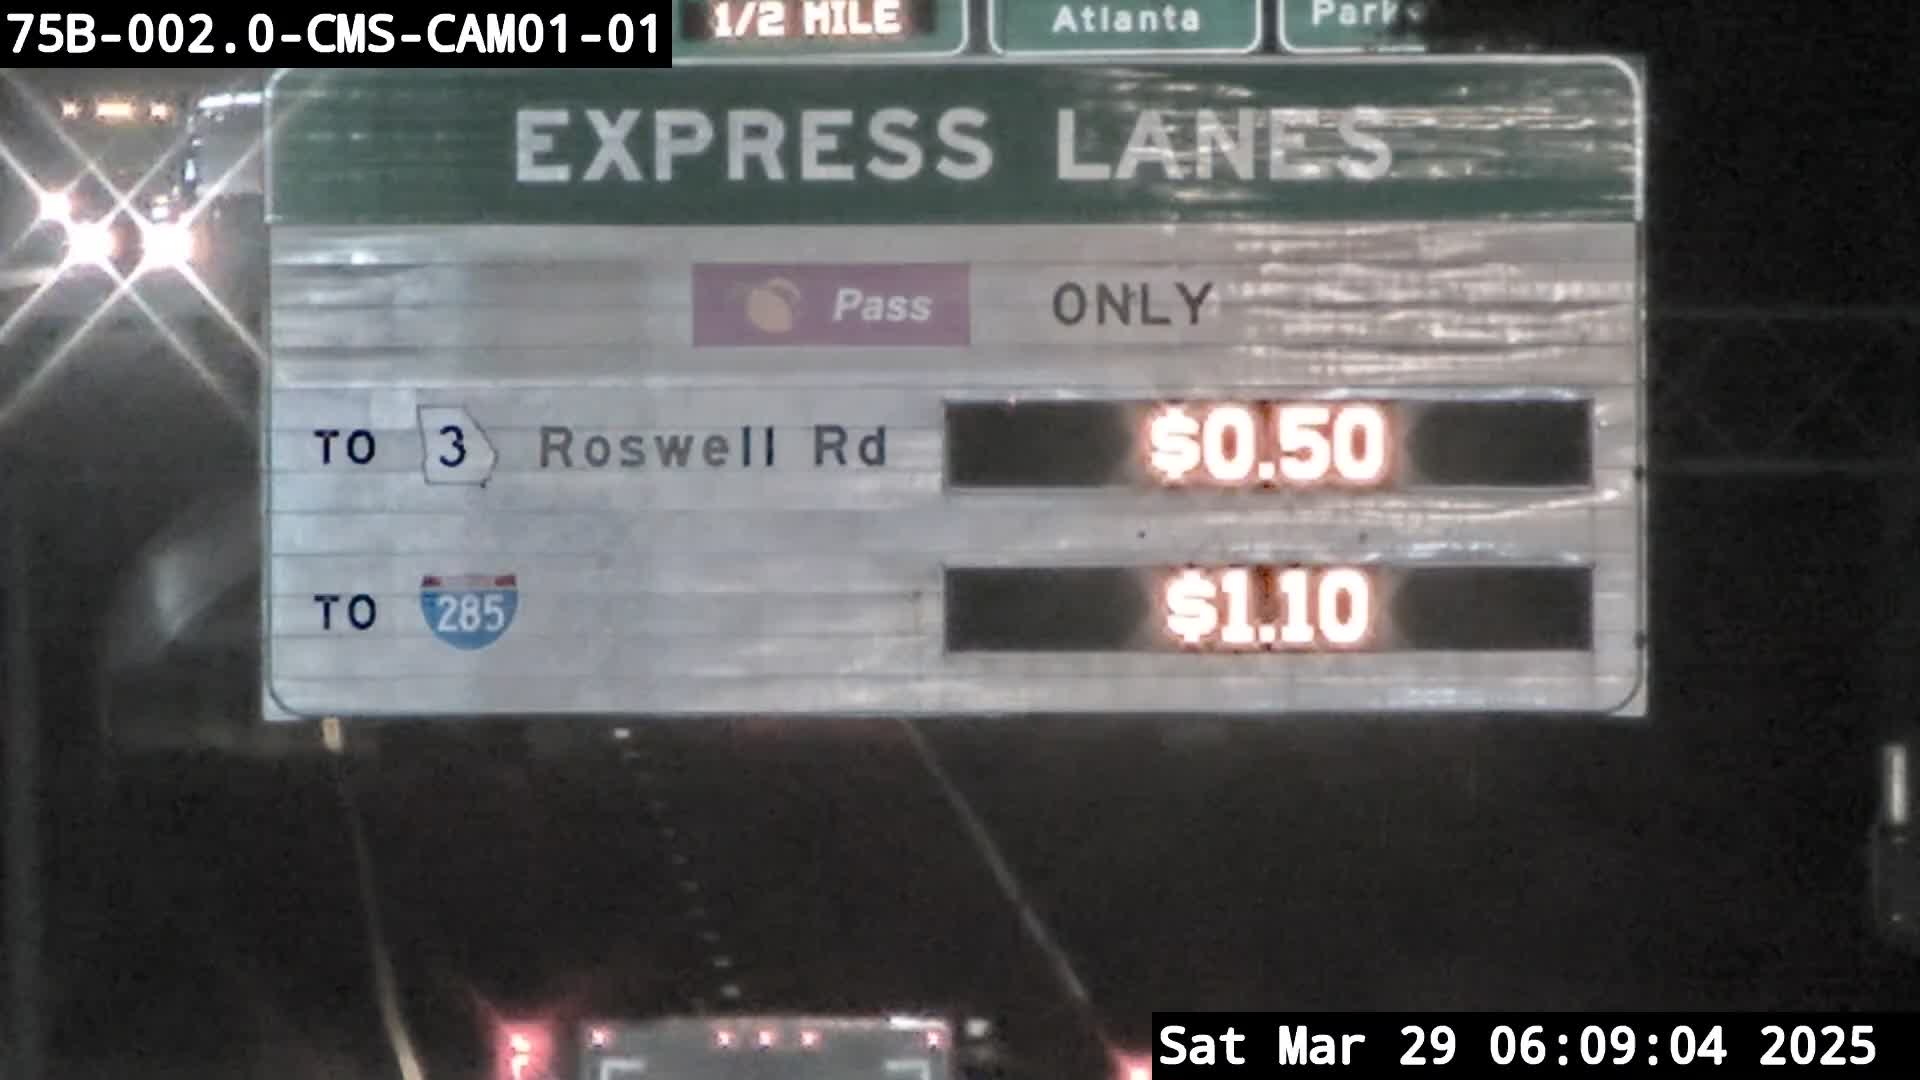 75B-002.0-CMS-CAM01-01
1/2 MILE
Atlanta
Park
EXPRESS LANES
Pass ONLY
TO 3 Roswell Rd $0.50
TO 285 $1.10
Sat Mar 29 06:09:04 2025